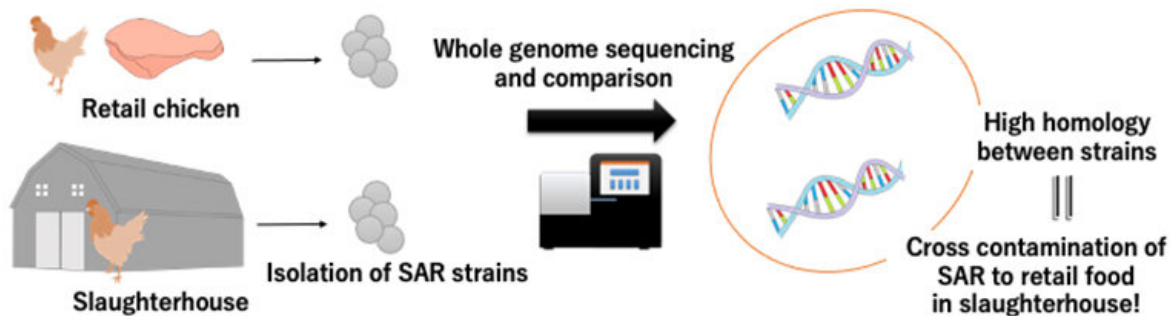 Retail chicken
Slaughterhouse
Isolation of SAR strains
Whole genome sequencing
and comparison
High homology
between strains
Cross contamination of
SAR to retail food
in slaughterhouse!